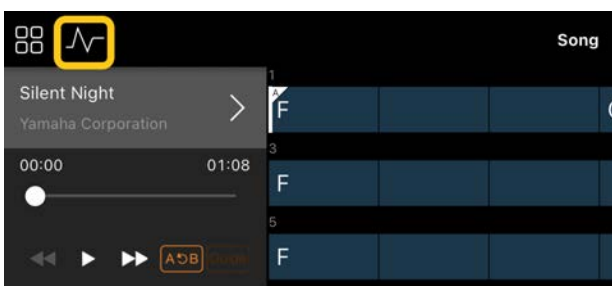 Song
Silent Night
Yamaha Corporation
00:00 01:08
A B
1
A
F
3
F
5
F